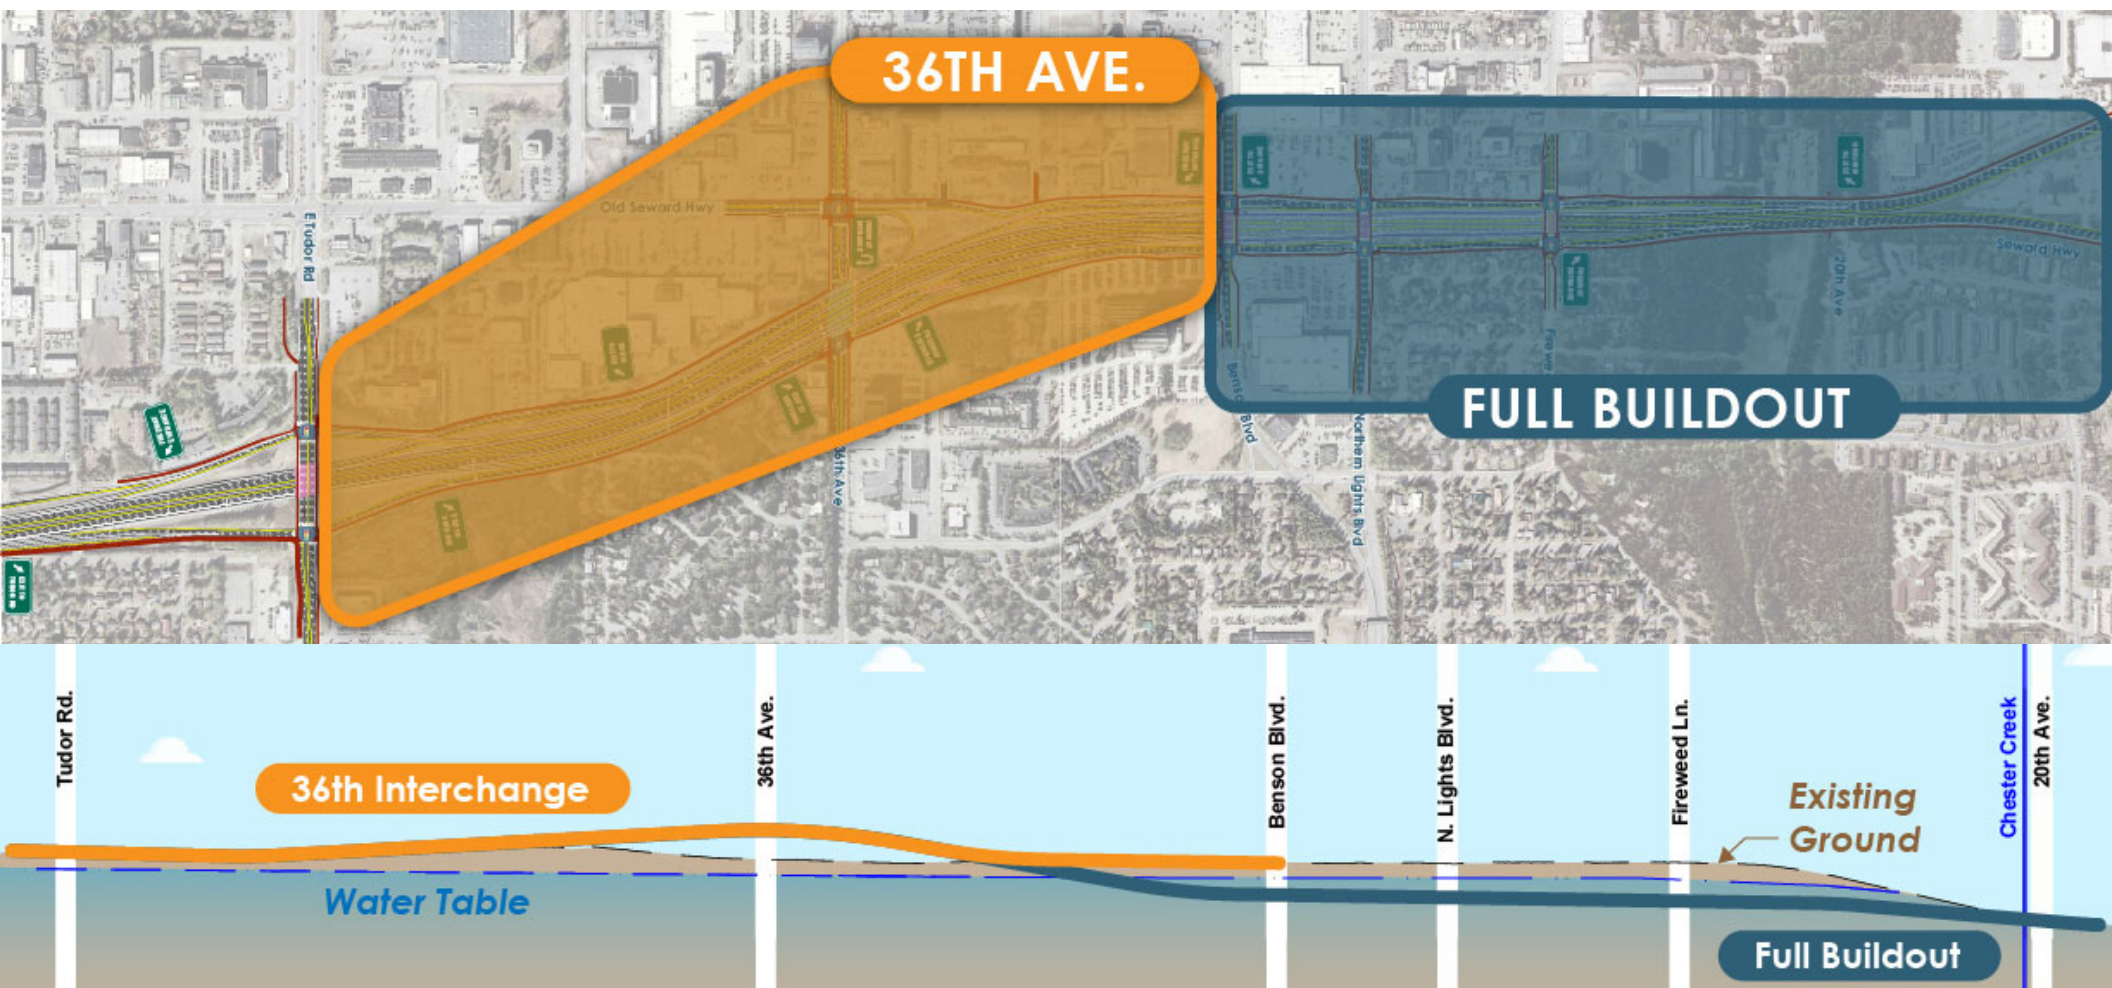 36TH AVE.
Old Seward Hwy
E Tudor Rd
Seward Hwy
20th Ave
FULL BUILDOUT
Blvd
36th Ave
Northern Lights Blvd
Tudor Rd.
36th Ave.
Benson Blvd.
N. Lights Blvd.
Fireweed Ln.
Chester Creek
20th Ave.
36th Interchange
Existing
Ground
Water Table
Full Buildout